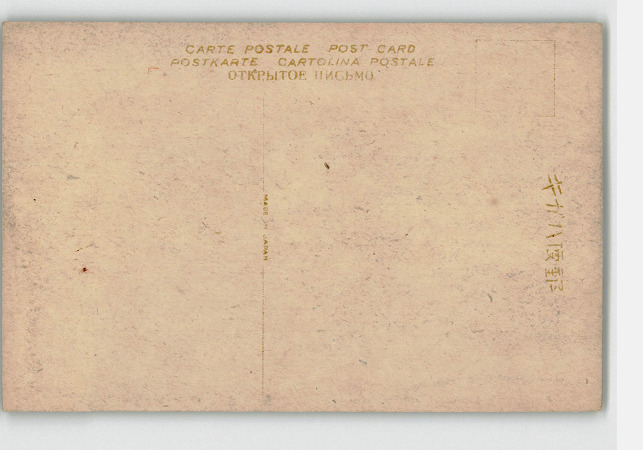 CARTE POSTALE POST CARD
POSTKARTE CARTOLINA POSTALE
ОТКРЫТОЕ ПИСЬМО
MADE IN JAPAN
キガハ便郵